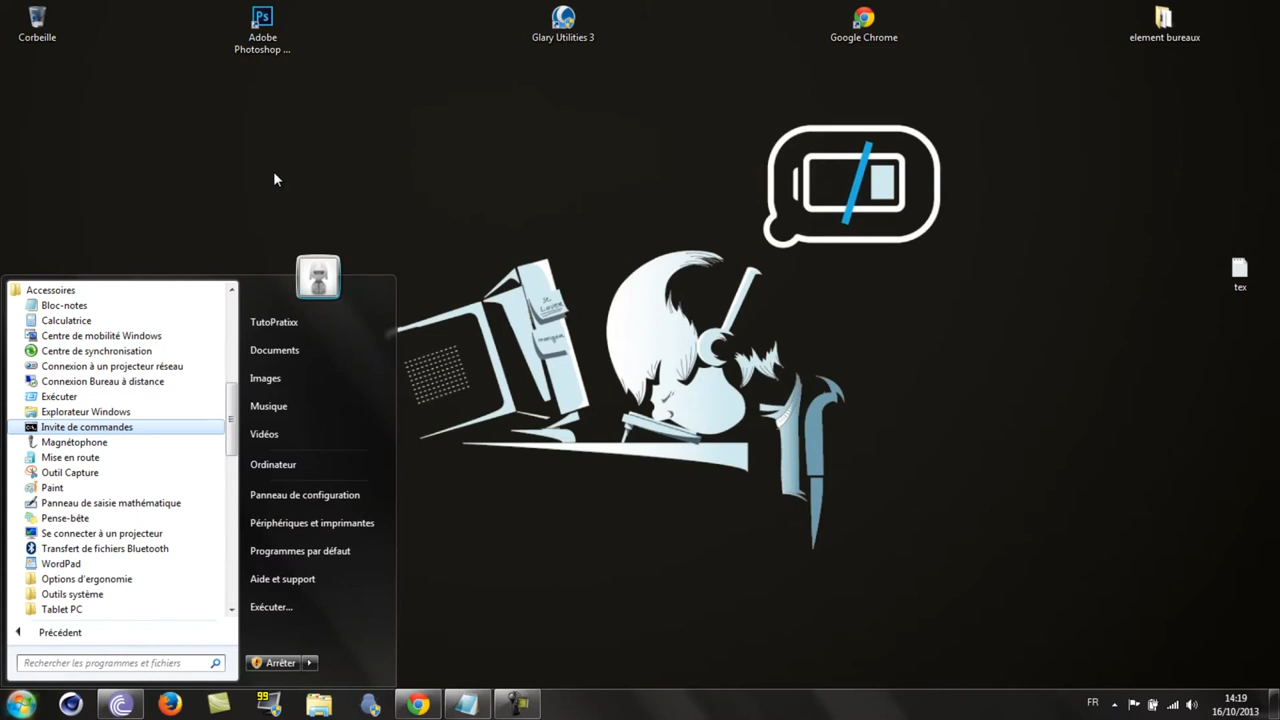 Corbeille
Adobe
Photoshop ...
Glary Utilities 3
Google Chrome
element bureaux
tex
Accessoires
Bloc-notes
Calculatrice
Centre de mobilité Windows
Centre de synchronisation
Connexion à un projecteur réseau
Connexion Bureau à distance
Exécuter
Explorateur Windows
Invite de commandes
Magnétophone
Mise en route
Outil Capture
Paint
Panneau de saisie mathématique
Pense-bête
Se connecter à un projecteur
Transfert de fichiers Bluetooth
WordPad
Options d'ergonomie
Outils système
Tablet PC
Précédent
Rechercher les programmes et fichiers
TutoPratixx
Documents
Images
Musique
Vidéos
Ordinateur
Panneau de configuration
Périphériques et imprimantes
Programmes par défaut
Aide et support
Exécuter...
Arrêter
99
FR
14:19
16/10/2013